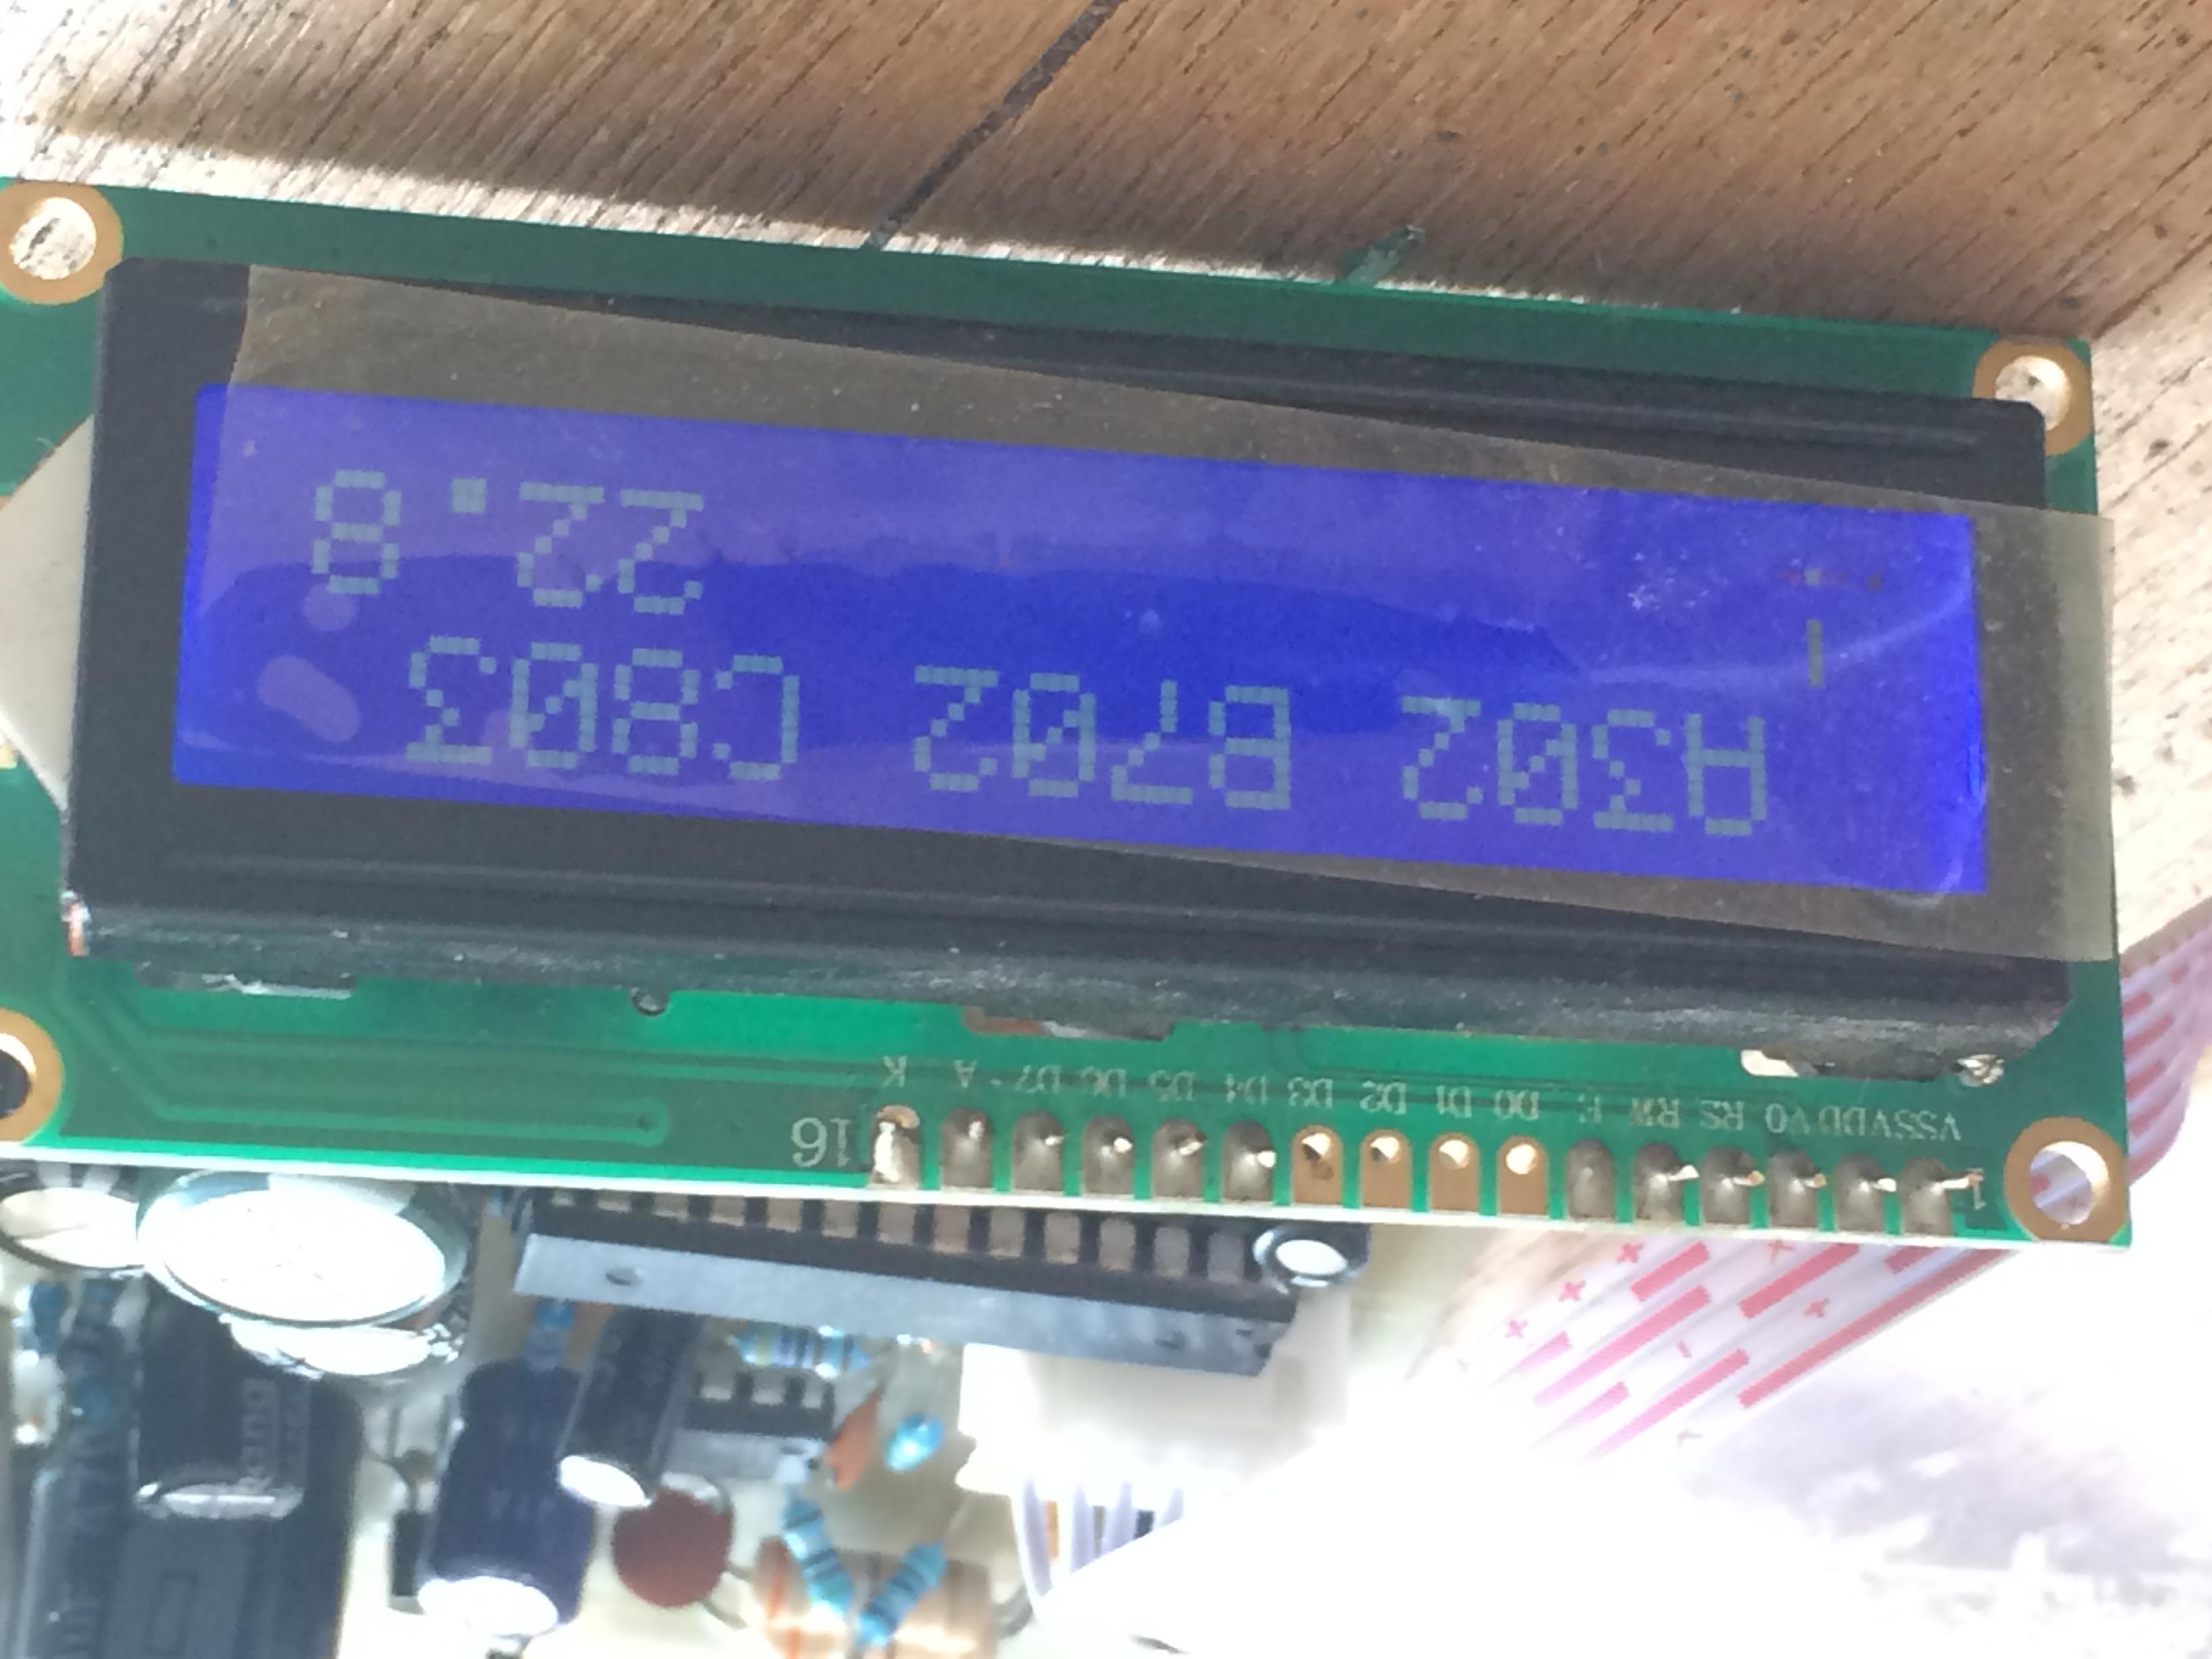 1 16
VSS VDD V0 RS RW E D0 D1 D2 D3 D4 D5 D6 D7 A K
A302 B702 C803
22.8